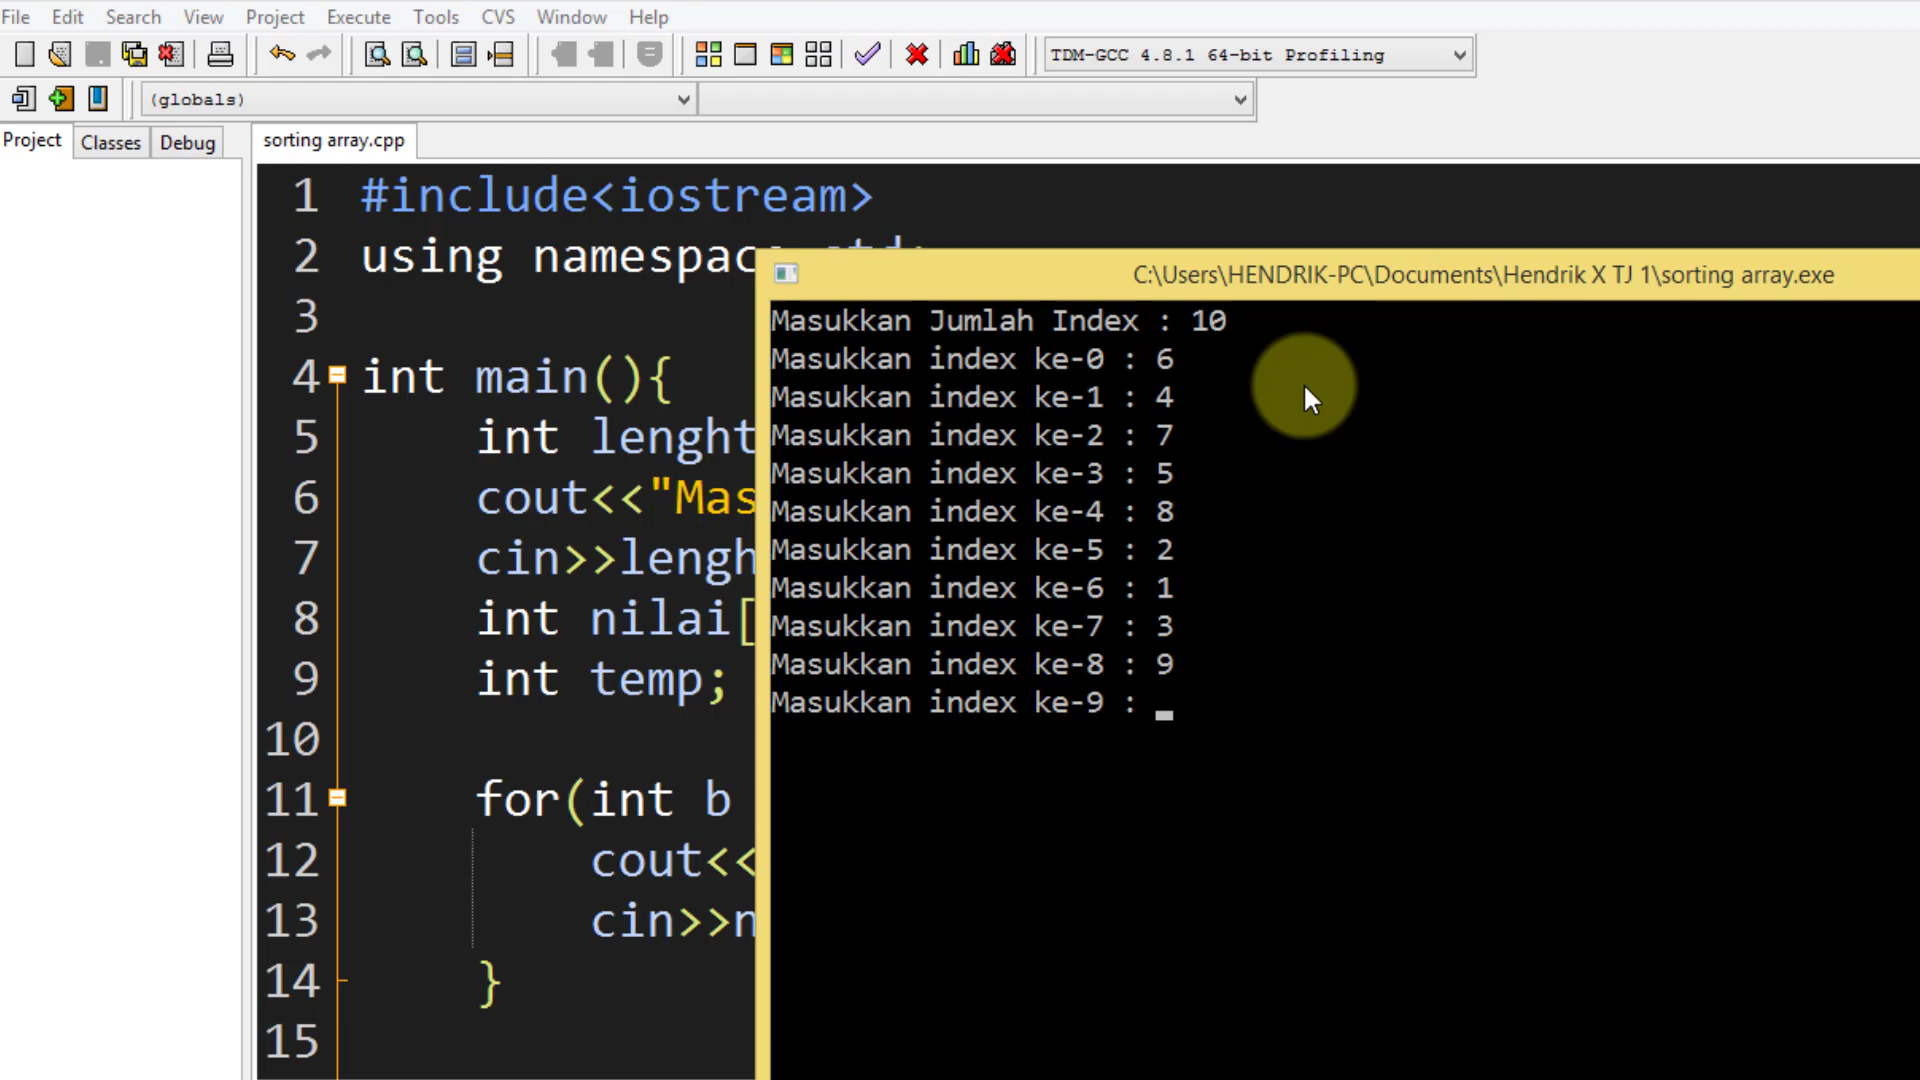 File Edit Search View Project Execute Tools CVS Window Help
TDM-GCC 4.8.1 64-bit Profiling
(globals)
Project Classes Debug
sorting array.cpp
1 #include<iostream>
2 using namespac
3
4 int main(){
5 int lenght
6 cout<<"Mas
7 cin>>lengh
8 int nilai[
9 int temp;
10
11 for(int b
12 cout<<
13 cin>>n
14 }
15
C:\Users\HENDRIK-PC\Documents\Hendrik X TJ 1\sorting array.exe
Masukkan Jumlah Index : 10
Masukkan index ke-0 : 6
Masukkan index ke-1 : 4
Masukkan index ke-2 : 7
Masukkan index ke-3 : 5
Masukkan index ke-4 : 8
Masukkan index ke-5 : 2
Masukkan index ke-6 : 1
Masukkan index ke-7 : 3
Masukkan index ke-8 : 9
Masukkan index ke-9 :